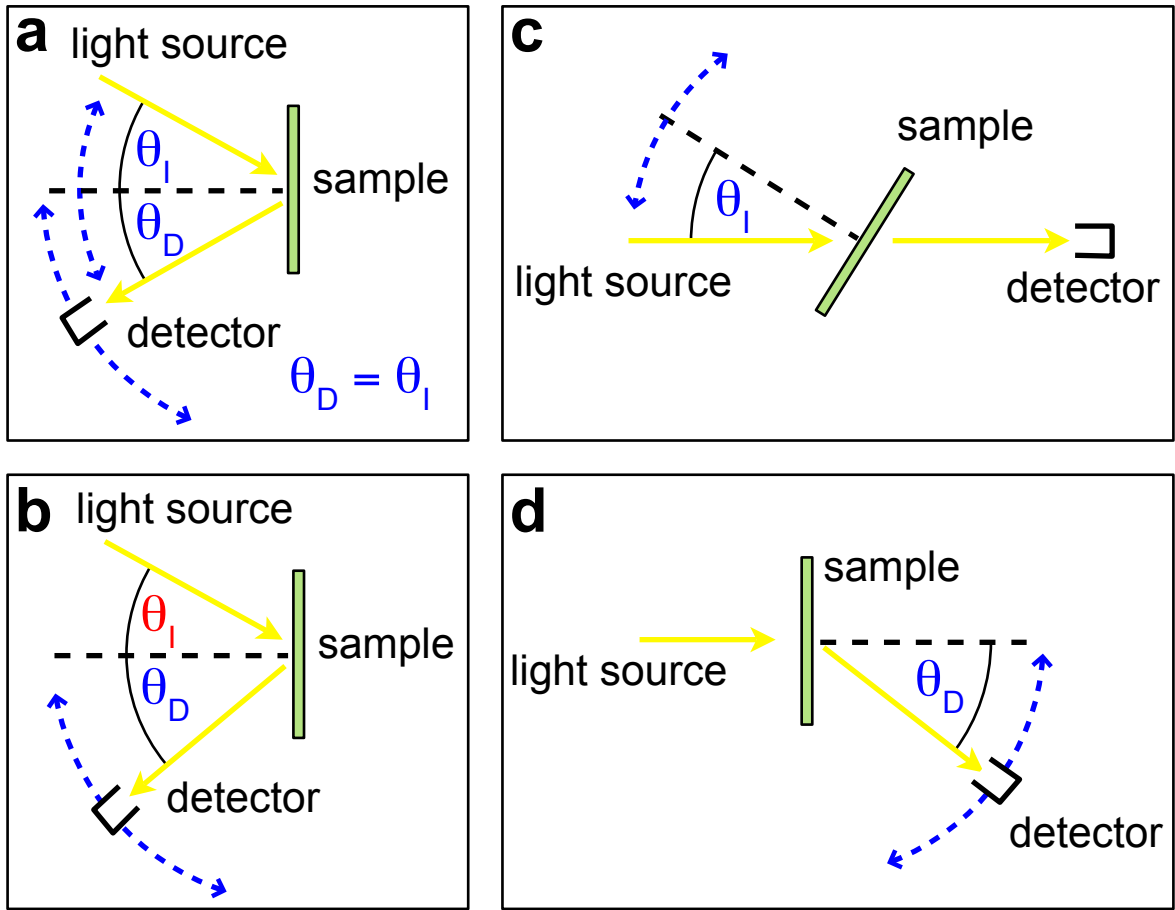 a
light source
θI
sample
θD
detector
θD = θI
b
light source
θI
sample
θD
detector
c
sample
θI
light source
detector
d
sample
light source
θD
detector